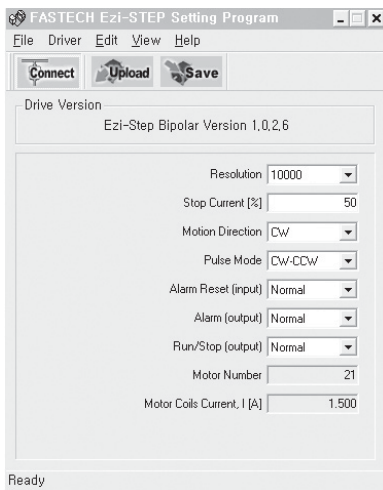 FASTECH Ezi-STEP Setting Program
File Driver Edit View Help
Connect Upload Save
Drive Version
Ezi-Step Bipolar Version 1.0.2.6
Resolution 10000
Stop Current [%] 50
Motion Direction CW
Pulse Mode CW-CCW
Alarm Reset (input) Normal
Alarm (output) Normal
Run/Stop (output) Normal
Motor Number 21
Motor Coils Current, I [A] 1.500
Ready